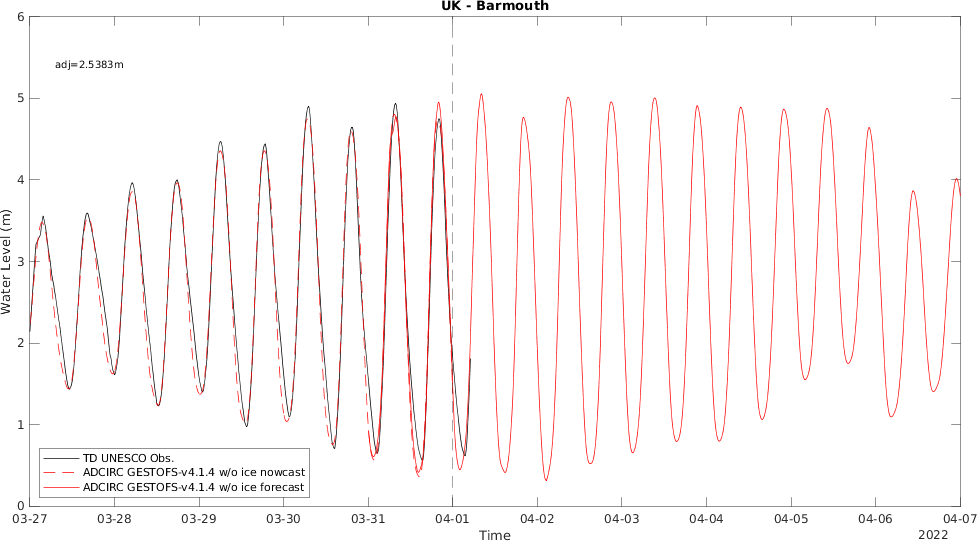 UK - Barmouth
adj=2.5383m
Water Level (m)
6
5
4
3
2
1
0
TD UNESCO Obs.
ADCIRC GESTOFS-v4.1.4 w/o ice nowcast
ADCIRC GESTOFS-v4.1.4 w/o ice forecast
03-27 03-28 03-29 03-30 03-31 04-01 04-02 04-03 04-04 04-05 04-06 04-07
Time
2022